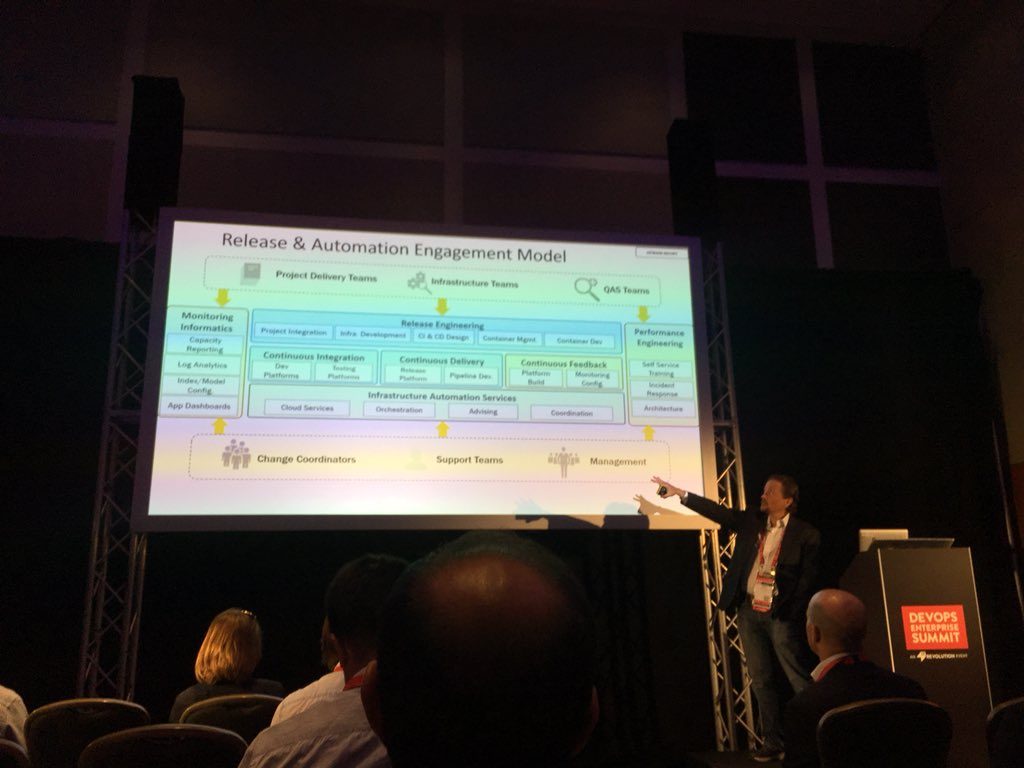 Release & Automation Engagement Model
Project Delivery Teams
Infrastructure Teams
QAS Teams
Monitoring
Informatics
Capacity
Reporting
Log Analytics
Index/Model
Config.
App Dashboards
Release Engineering
Project Integration
Infra. Development
CI & CD Design
Container Mgmt.
Container Dev
Continuous Integration
Dev
Platforms
Testing
Platforms
Continuous Delivery
Release
Platform
Pipeline Dev.
Continuous Feedback
Platform
Build
Monitoring
Config.
Infrastructure Automation Services
Cloud Services
Orchestration
Advising
Coordination
Performance
Engineering
Self Service
Training
Incident
Response
Architecture
Change Coordinators
Support Teams
Management
DEVOPS
ENTERPRISE
SUMMIT
AN IT REVOLUTION EVENT